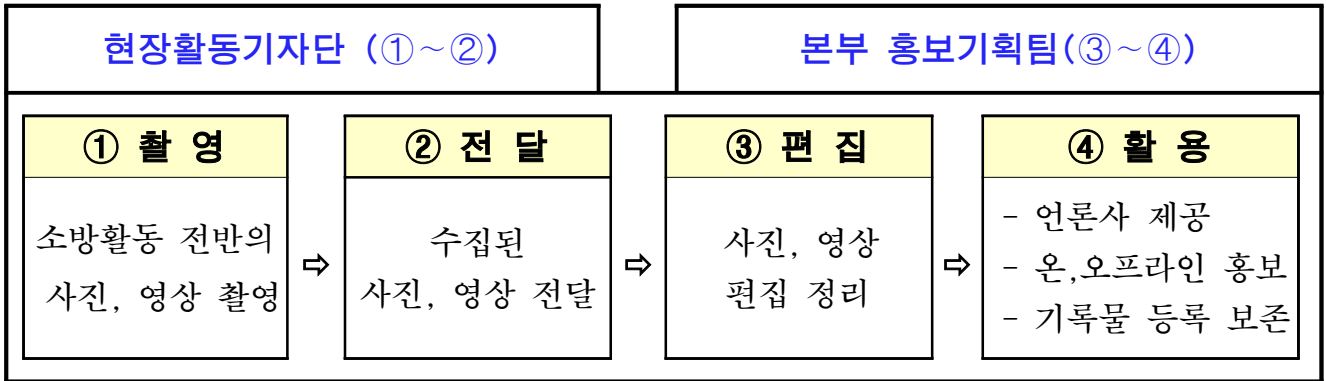 현장활동기자단 (①~②)
본부 홍보기획팀(③~④)
① 촬 영
소방활동 전반의
사진, 영상 촬영
⇨
② 전 달
수집된
사진, 영상 전달
⇨
③ 편 집
사진, 영상
편집 정리
⇨
④ 활 용
- 언론사 제공
- 온,오프라인 홍보
- 기록물 등록 보존